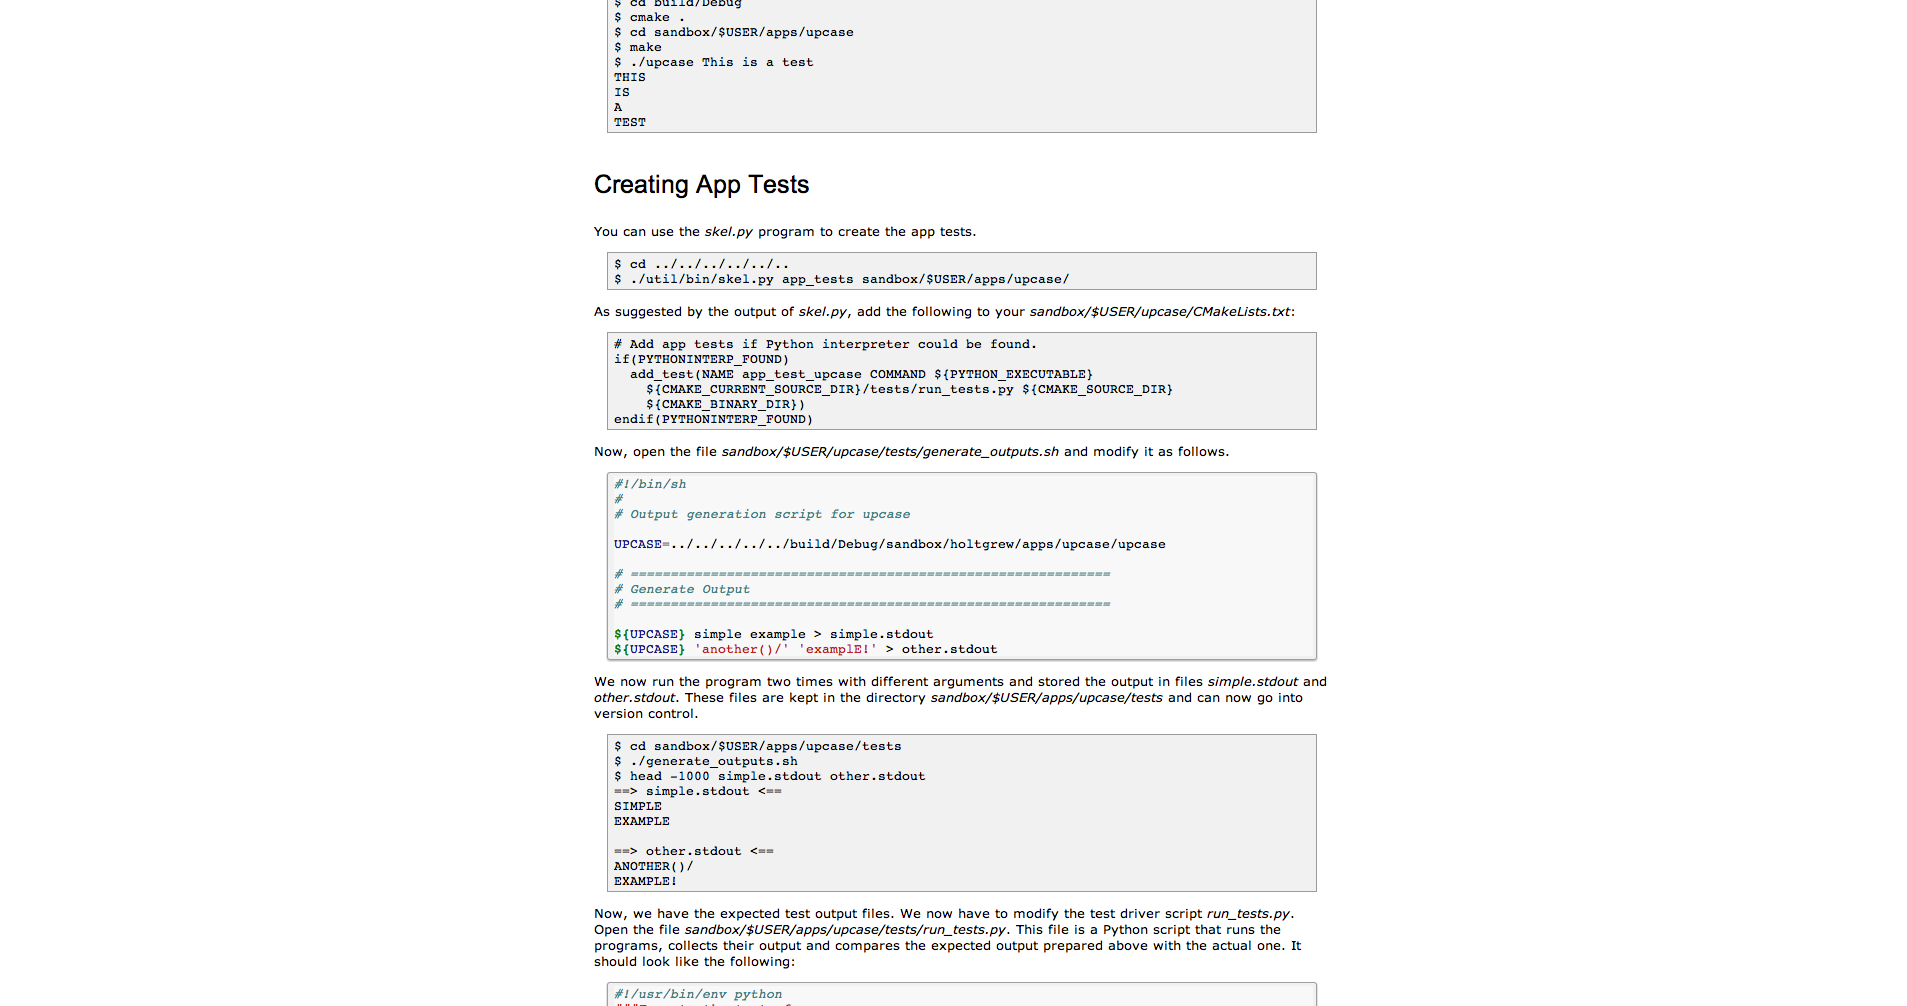 $ cd build/Debug
$ cmake .
$ cd sandbox/$USER/apps/upcase
$ make
$ ./upcase This is a test
THIS
IS
A
TEST
Creating App Tests
You can use the skel.py program to create the app tests.
$ cd ../../../../../..
$ ./util/bin/skel.py app_tests sandbox/$USER/apps/upcase/
As suggested by the output of skel.py, add the following to your sandbox/$USER/upcase/CMakeLists.txt:
# Add app tests if Python interpreter could be found.
if(PYTHONINTERP_FOUND)
  add_test(NAME app_test_upcase COMMAND ${PYTHON_EXECUTABLE}
    ${CMAKE_CURRENT_SOURCE_DIR}/tests/run_tests.py ${CMAKE_SOURCE_DIR}
    ${CMAKE_BINARY_DIR})
endif(PYTHONINTERP_FOUND)
Now, open the file sandbox/$USER/upcase/tests/generate_outputs.sh and modify it as follows.
#!/bin/sh
#
# Output generation script for upcase
UPCASE=../../../../../build/Debug/sandbox/holtgrew/apps/upcase/upcase
# ============================================================
# Generate Output
# ============================================================
${UPCASE} simple example > simple.stdout
${UPCASE} 'another()/' 'examplE!' > other.stdout
We now run the program two times with different arguments and stored the output in files simple.stdout and
other.stdout. These files are kept in the directory sandbox/$USER/apps/upcase/tests and can now go into
version control.
$ cd sandbox/$USER/apps/upcase/tests
$ ./generate_outputs.sh
$ head -1000 simple.stdout other.stdout
==> simple.stdout <==
SIMPLE
EXAMPLE
==> other.stdout <==
ANOTHER()/
EXAMPLE!
Now, we have the expected test output files. We now have to modify the test driver script run_tests.py.
Open the file sandbox/$USER/apps/upcase/tests/run_tests.py. This file is a Python script that runs the
programs, collects their output and compares the expected output prepared above with the actual one. It
should look like the following:
#!/usr/bin/env python